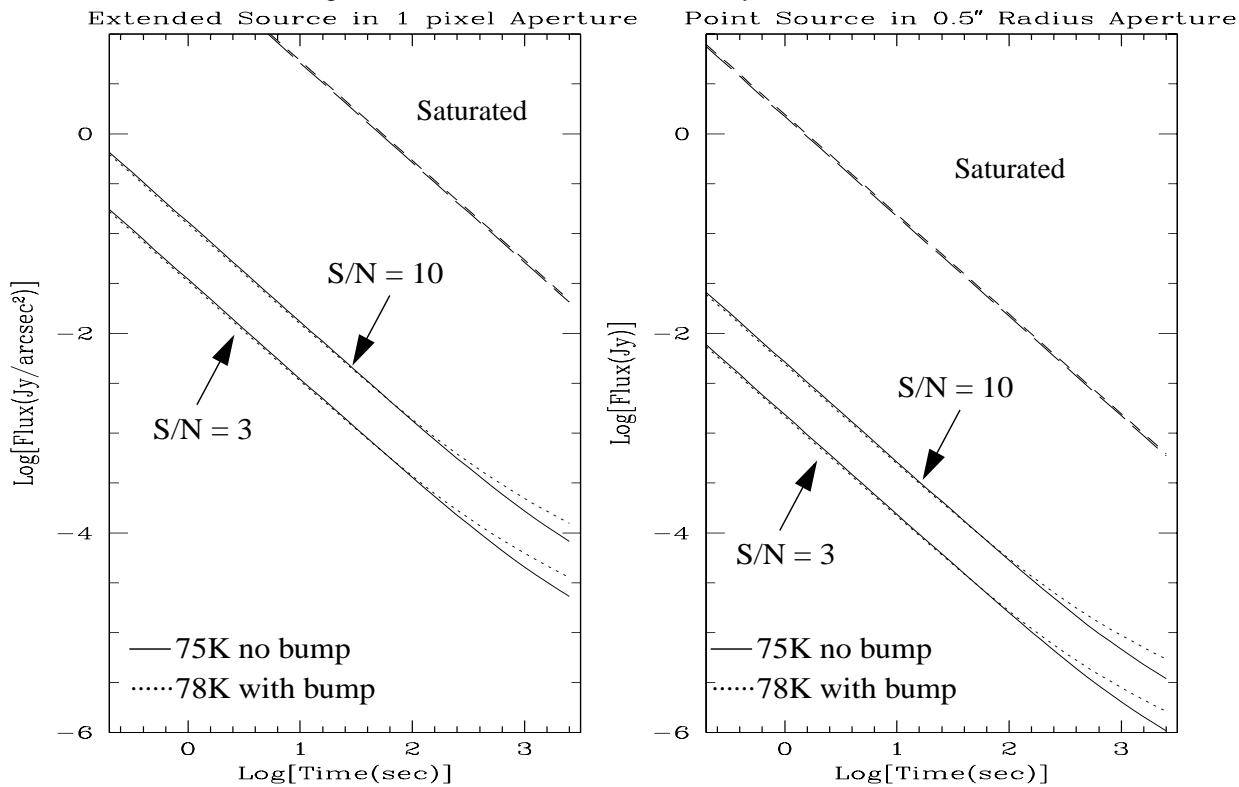 Extended Source in 1 pixel Aperture
Saturated
S/N = 10
S/N = 3
75K no bump
78K with bump
0
−2
−4
−6
0
1
2
3
Log[Time(sec)]
Log[Flux(Jy/arcsec²)]
Point Source in 0.5″ Radius Aperture
Saturated
S/N = 10
S/N = 3
75K no bump
78K with bump
0
−2
−4
−6
0
1
2
3
Log[Time(sec)]
Log[Flux(Jy)]